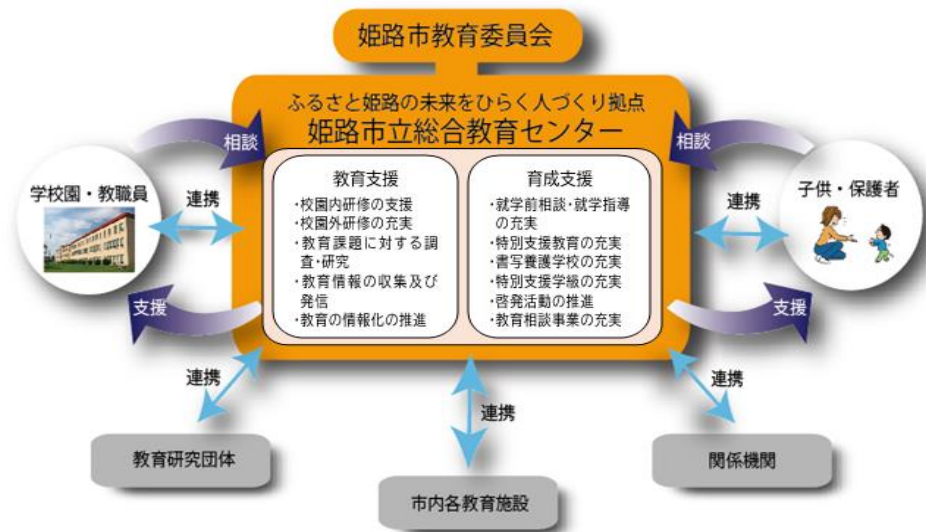 姫路市教育委員会
ふるさと姫路の未来をひらく人づくり拠点
姫路市立総合教育センター
相談
相談
学校園・教職員
連携
教育支援
・校園内研修の支援
・校園外研修の充実
・教育課題に対する調
査・研究
・教育情報の収集及び
発信
・教育の情報化の推進
育成支援
・就学前相談・就学指導
の充実
・特別支援教育の充実
・書写養護学校の充実
・特別支援学級の充実
・啓発活動の推進
・教育相談事業の充実
連携
子供・保護者
支援
支援
連携
連携
連携
教育研究団体
市内各教育施設
関係機関